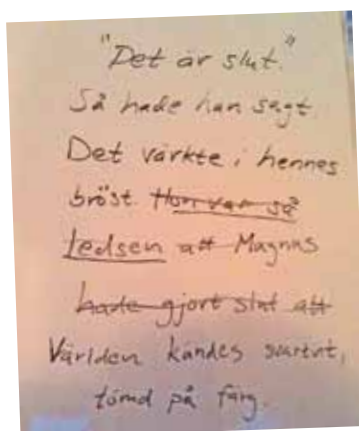 "Det är slut."
Så hade han sagt.
Det värkte i hennes
bröst. Hon var så
ledsen att Magnus
hade gjort slut att
Världen kändes svartvit,
tömd på färg.